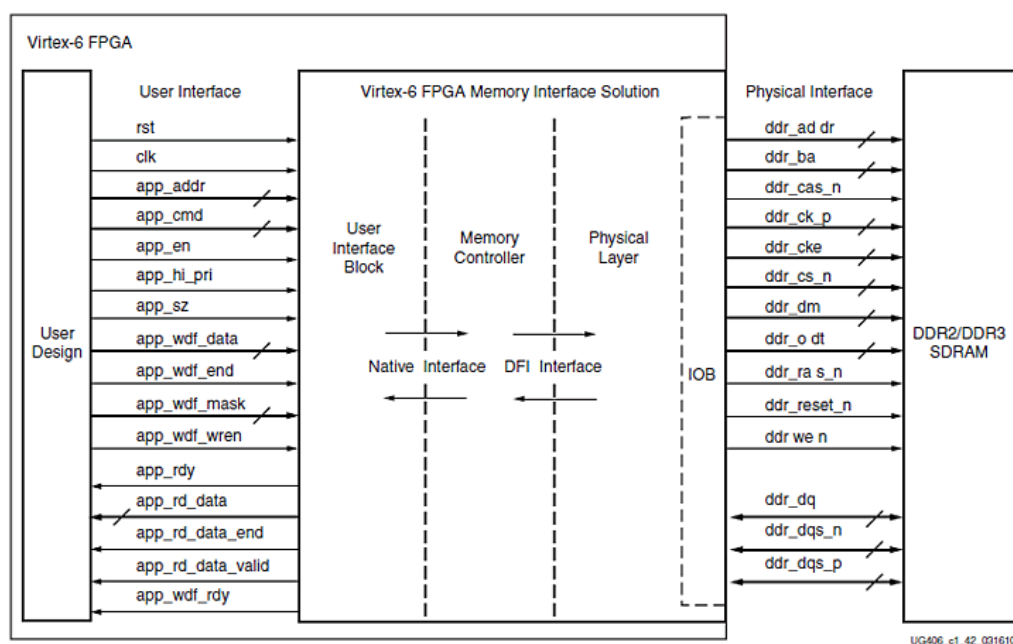 Virtex-6 FPGA
User Interface
Virtex-6 FPGA Memory Interface Solution
Physical Interface
rst
clk
app_addr
app_cmd
app_en
app_hi_pri
app_sz
app_wdf_data
app_wdf_end
app_wdf_mask
app_wdf_wren
app_rdy
app_rd_data
app_rd_data_end
app_rd_data_valid
app_wdf_rdy
User
Design
User
Interface
Block
Memory
Controller
Physical
Layer
Native Interface
DFI Interface
IOB
ddr_ad dr
ddr_ba
ddr_cas_n
ddr_ck_p
ddr_cke
ddr_cs_n
ddr_dm
ddr_o dt
ddr_ra s_n
ddr_reset_n
ddr we n
ddr_dq
ddr_dqs_n
ddr_dqs_p
DDR2/DDR3
SDRAM
UG406_c1_42_031610